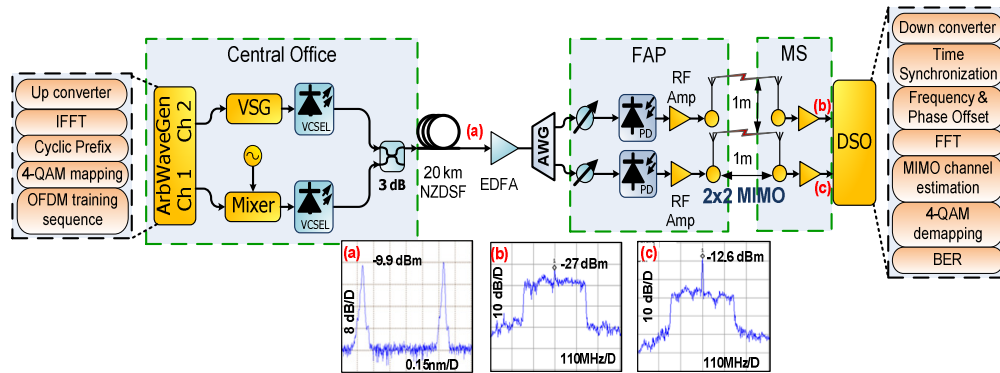 Central Office
FAP
MS
Up converter
IFFT
Cyclic Prefix
4-QAM mapping
OFDM training
sequence
ArbWaveGen
Ch 1 Ch 2
VSG
VCSEL
Mixer
VCSEL
3 dB
20 km
NZDSF
(a)
EDFA
AWG
PD
RF
Amp
PD
RF
Amp
1m
1m
2x2 MIMO
(b)
(c)
DSO
Down converter
Time
Synchronization
Frequency &
Phase Offset
FFT
MIMO channel
estimation
4-QAM
demapping
BER
(a)
-9.9 dBm
8 dB/D
0.15nm/D
(b)
1
-27 dBm
10 dB/D
110MHz/D
(c)
1
-12.6 dBm
10 dB/D
110MHz/D